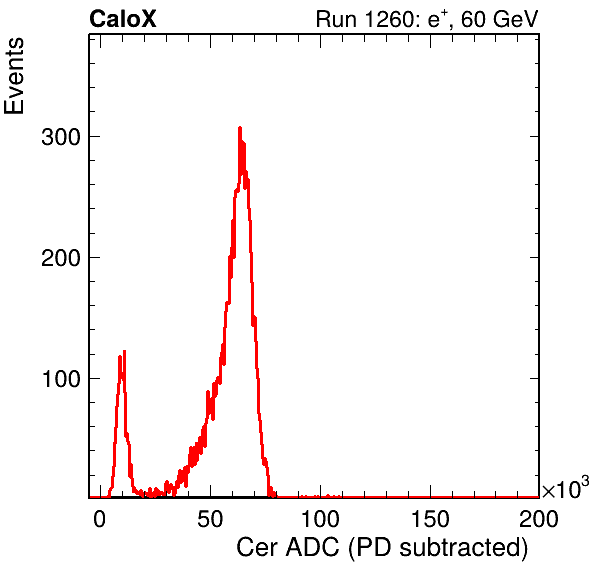 CaloX Run 1260: e⁺, 60 GeV
Events
300
200
100
0 50 100 150 200
×10³
Cer ADC (PD subtracted)